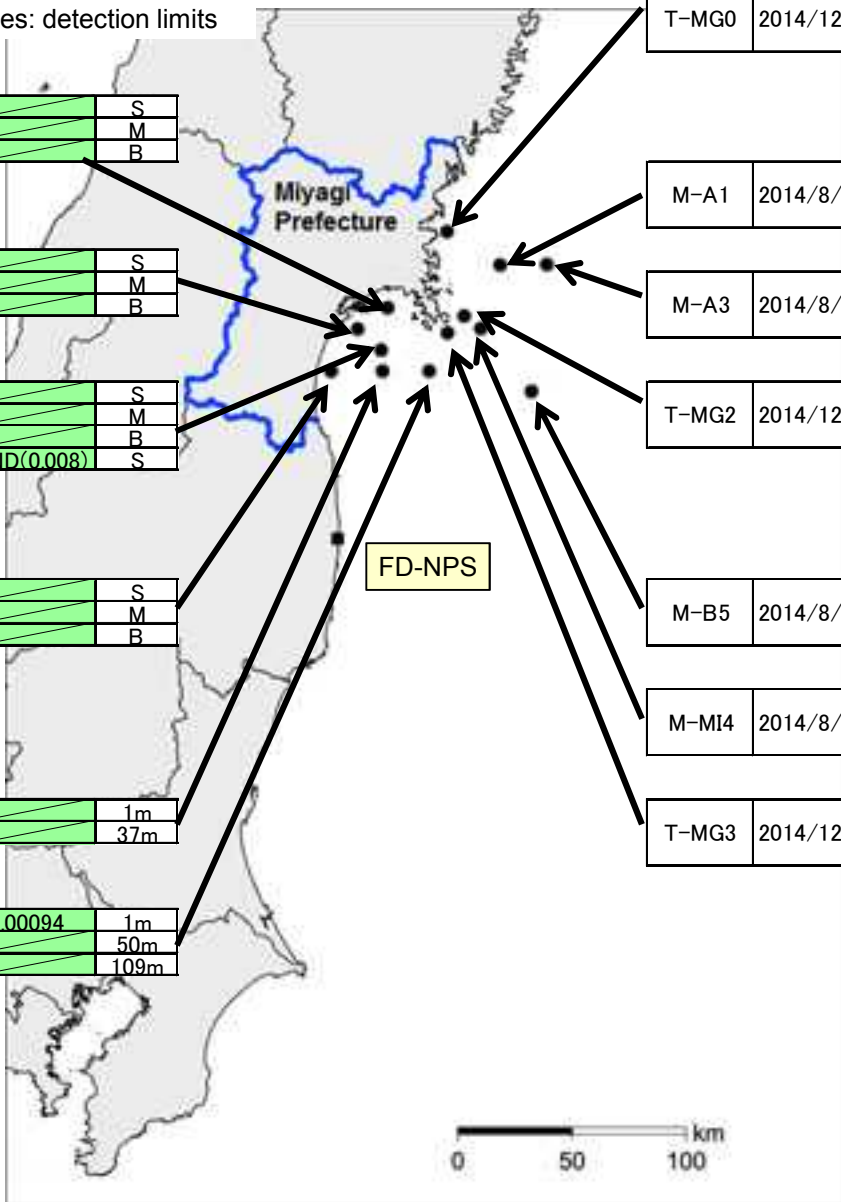 es: detection limits
T-MG0 2014/12
S
M
B
Miyagi
Prefecture
M-A1 2014/8/
S
M
B
M-A3 2014/8/
S
M
B
ND(0.008) S
T-MG2 2014/12
FD-NPS
S
M
B
M-B5 2014/8/
M-MI4 2014/8/
1m
37m
T-MG3 2014/12
.00094 1m
50m
109m
km
0 50 100